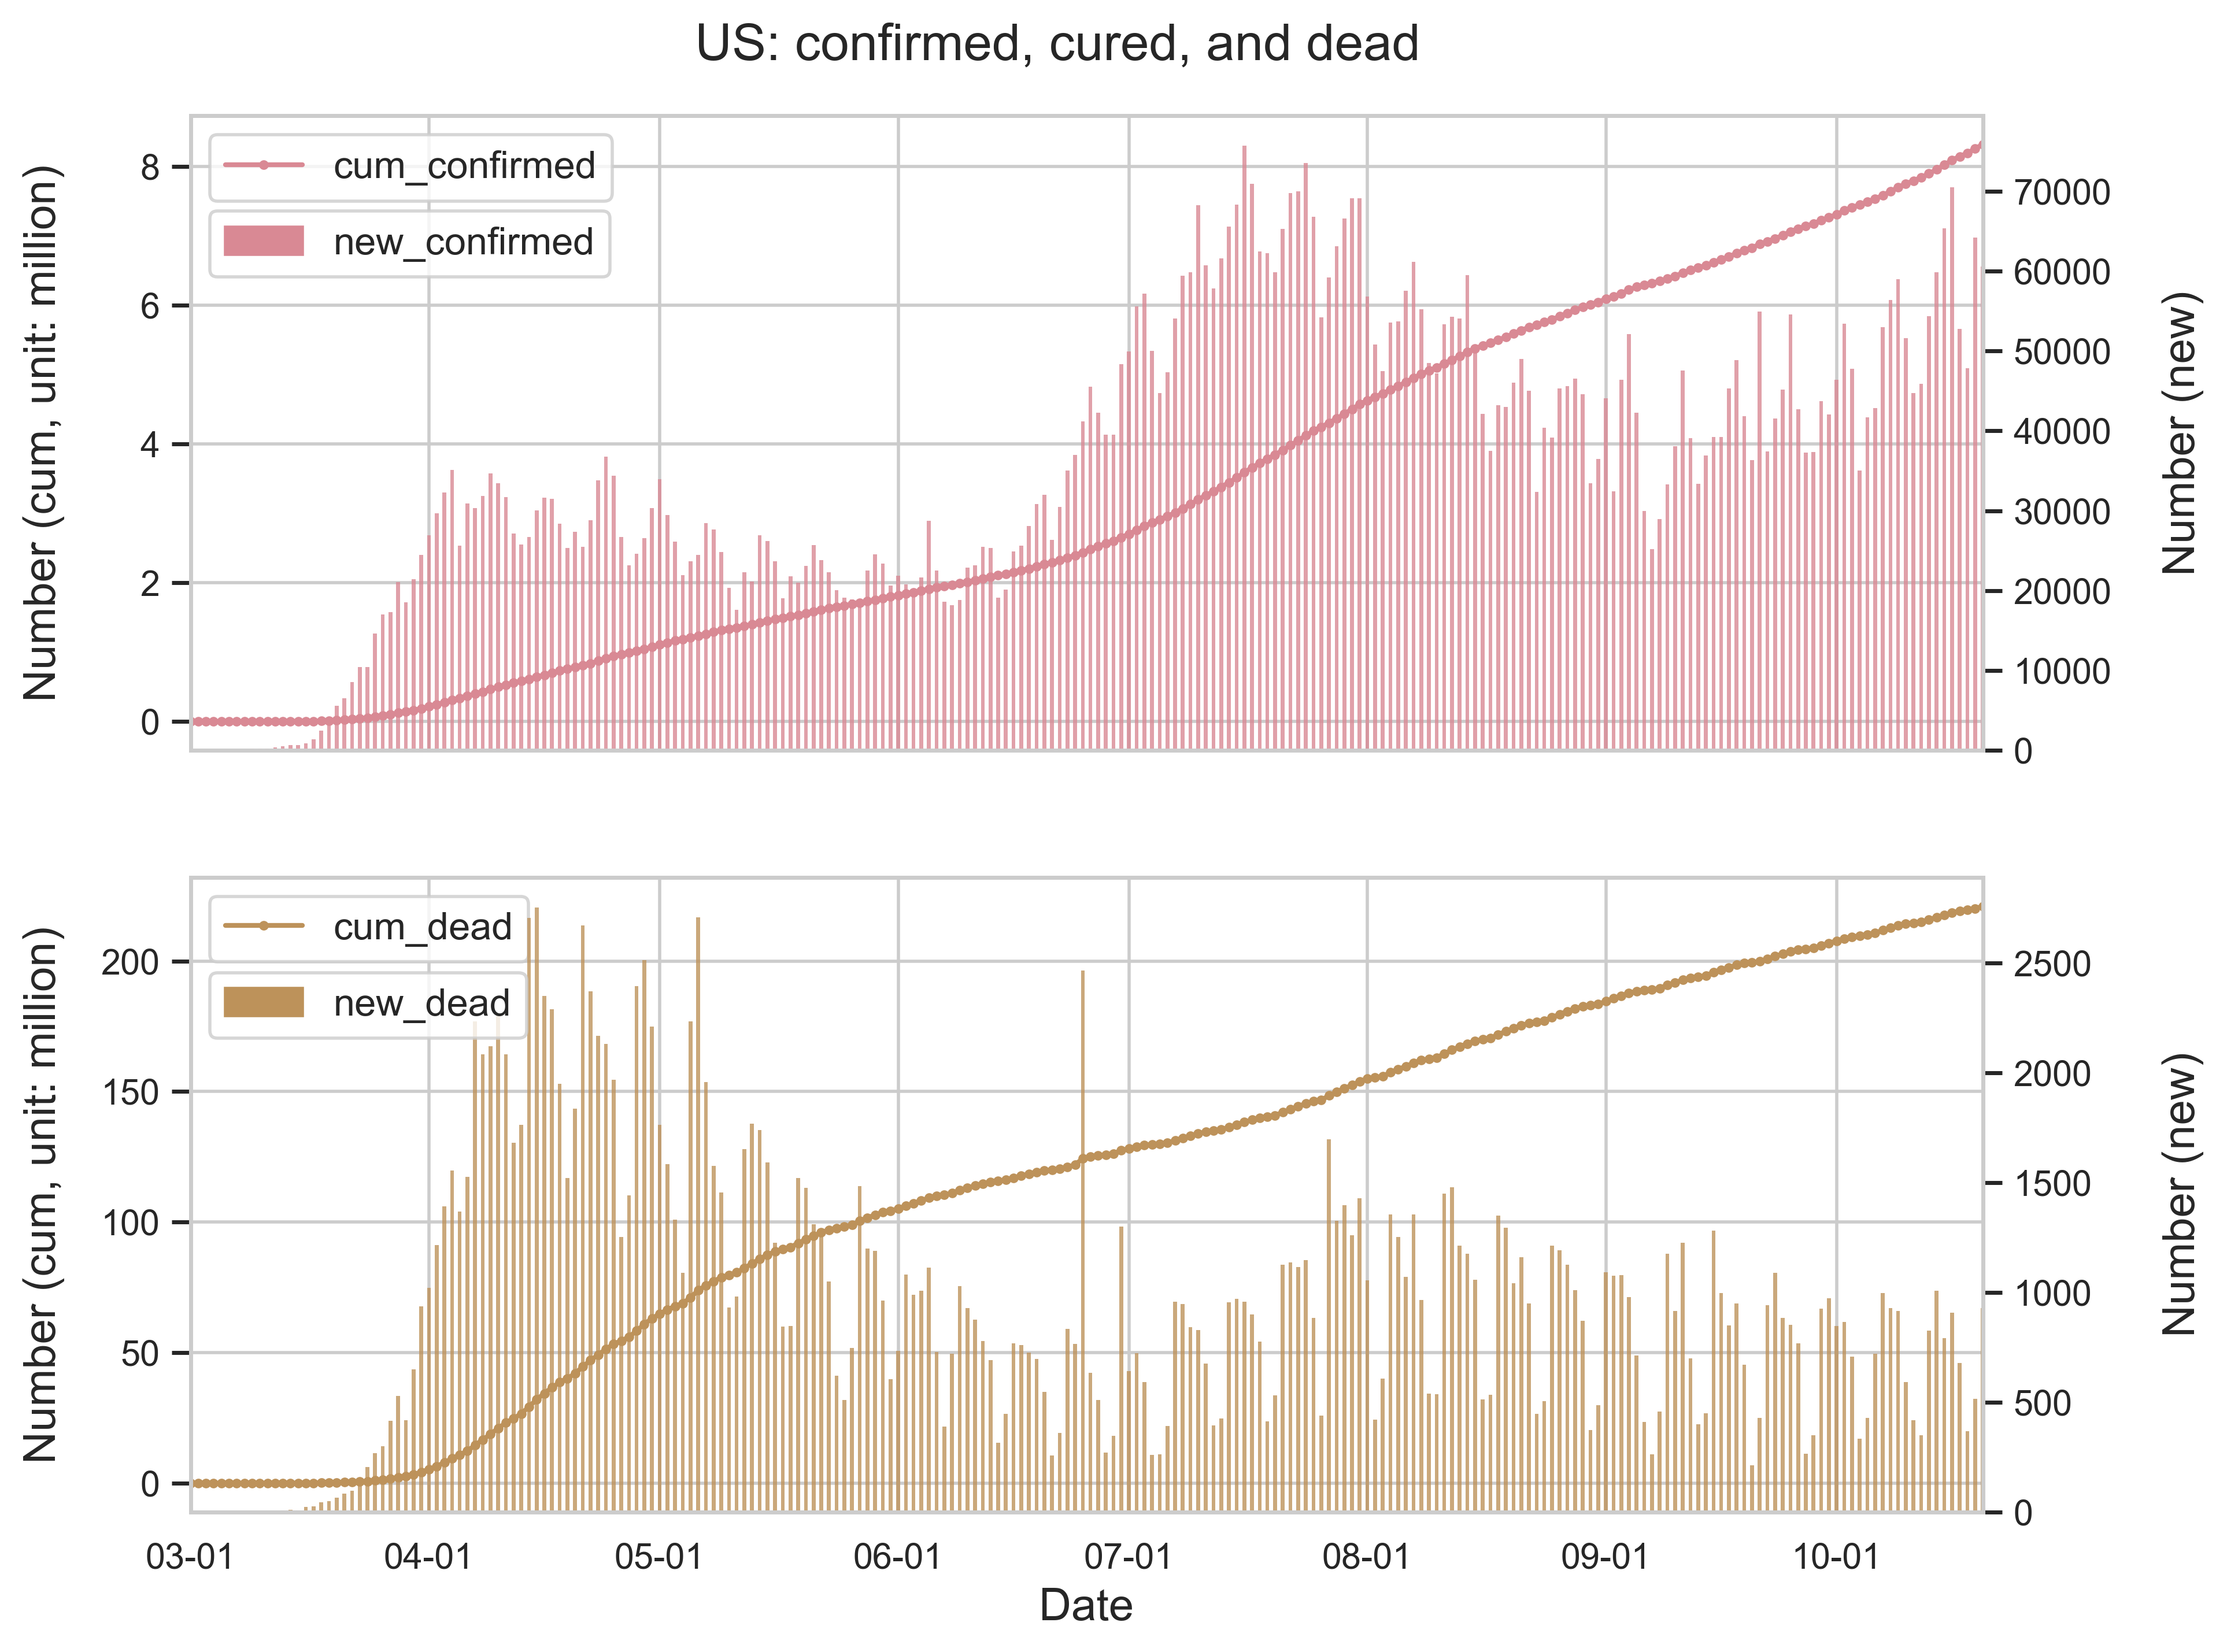 US: confirmed, cured, and dead
cum_confirmed
new_confirmed
Number (cum, unit: million)
8
6
4
2
0
70000
60000
50000
40000
30000
20000
10000
0
Number (new)
cum_dead
new_dead
Number (cum, unit: million)
200
150
100
50
0
2500
2000
1500
1000
500
0
Number (new)
03-01 04-01 05-01 06-01 07-01 08-01 09-01 10-01
Date